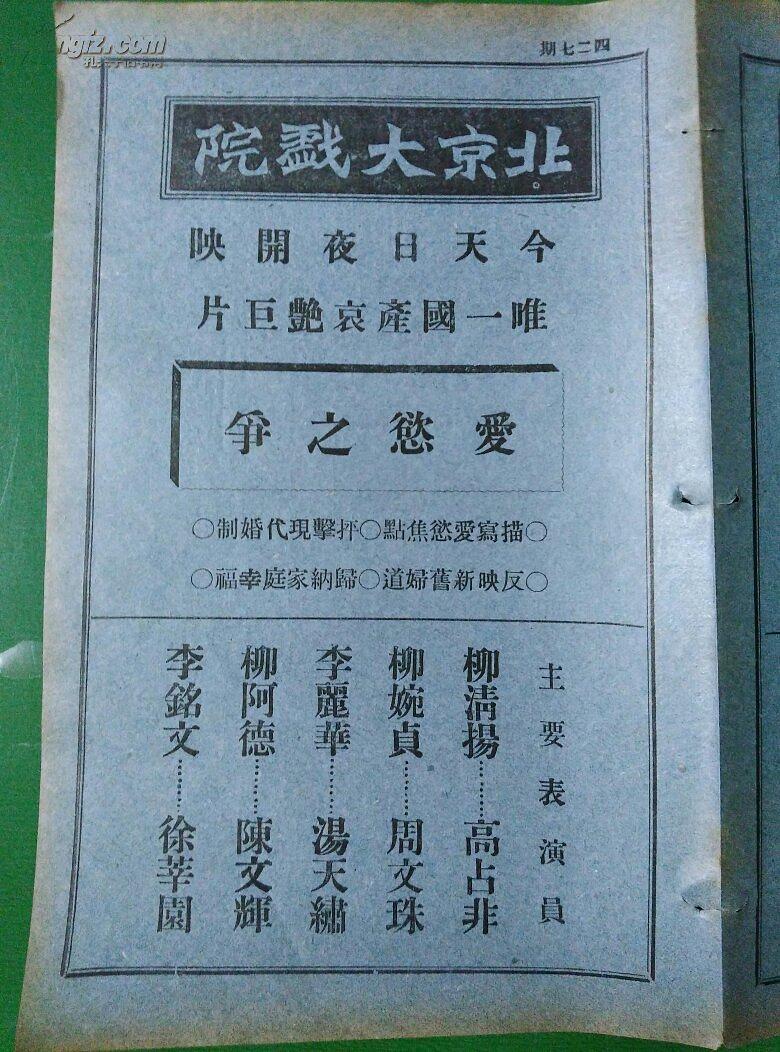 四二七期
北京大戲院
今天日夜開映
唯一國產哀艷巨片
愛慾之爭
○描寫愛慾焦點○抨擊現代婚制○
○反映新舊婦道○歸納家庭幸福○
主要表演員
柳清揚………高占非
柳婉貞………周文珠
李麗華………湯天繡
柳阿德………陳文輝
李銘文………徐莘園